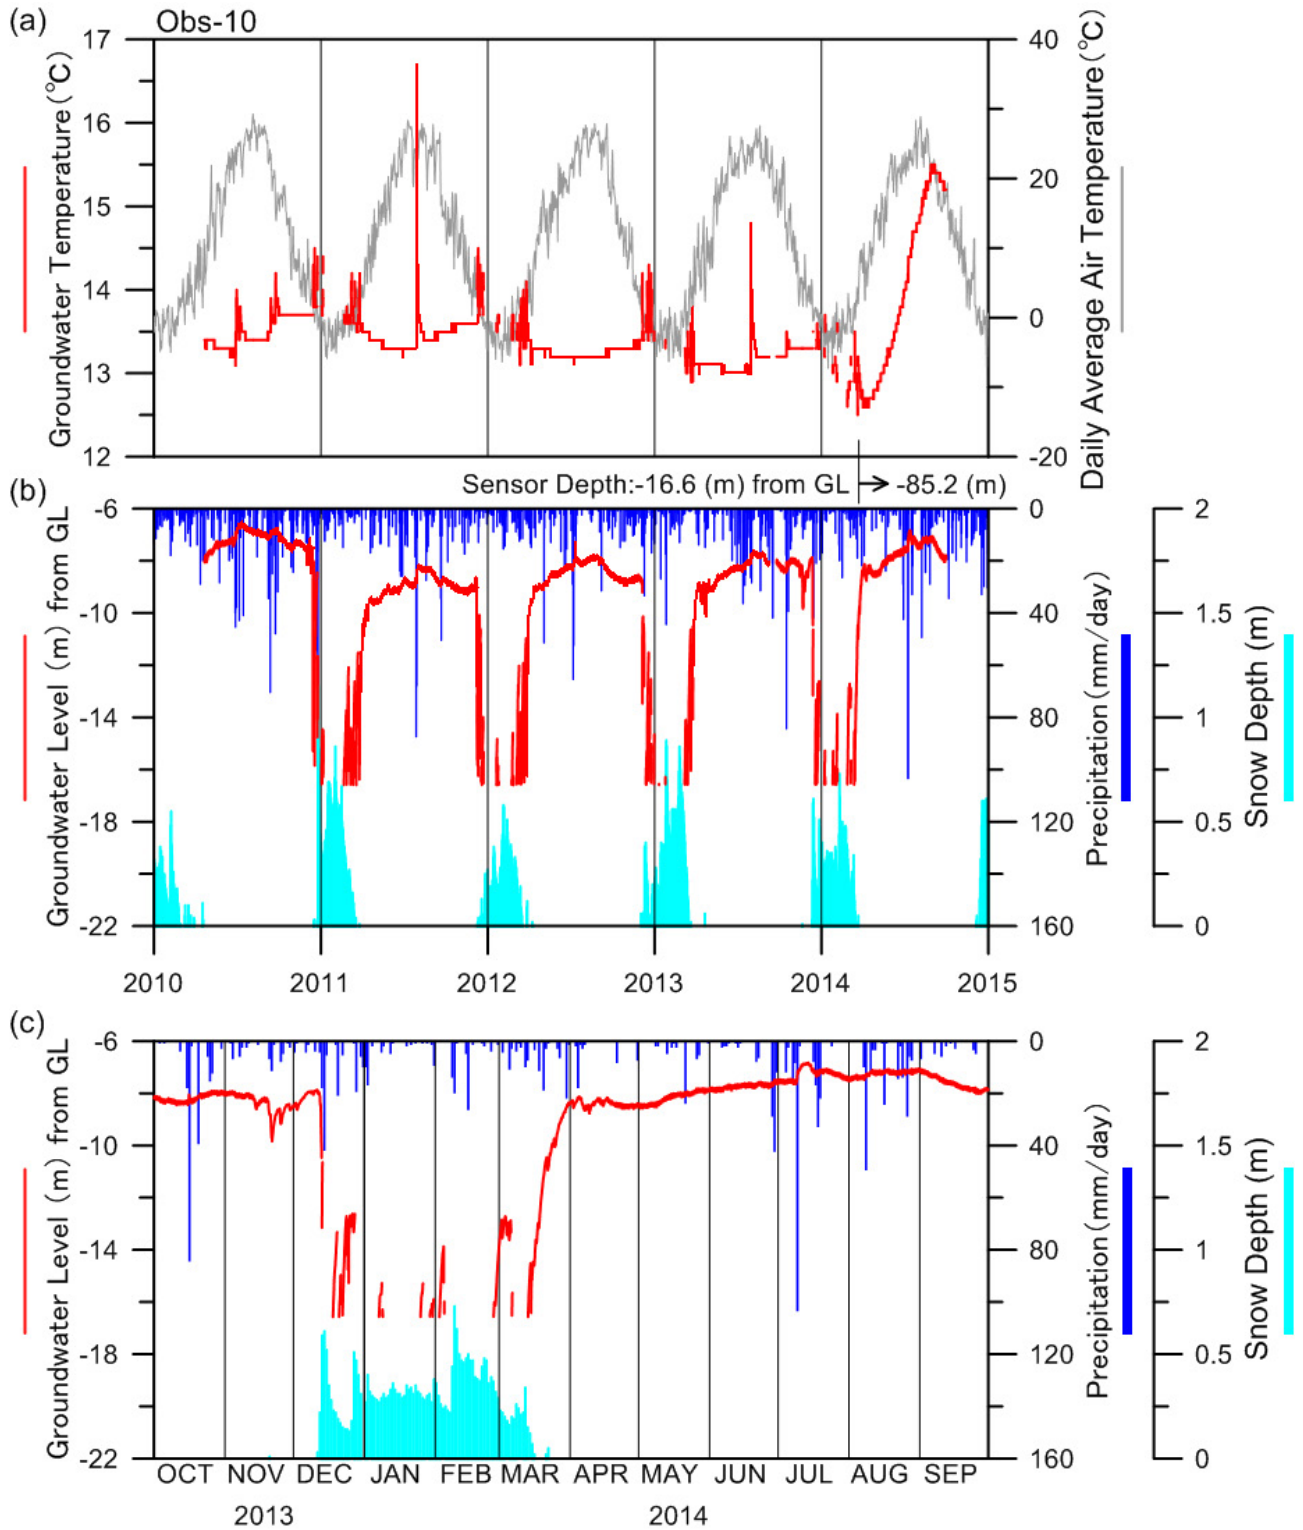 (a)
Obs-10
Groundwater Temperature(℃)
17
16
15
14
13
12
40
20
0
-20
Daily Average Air Temperature(℃)
Sensor Depth:-16.6 (m) from GL → -85.2 (m)
(b)
Groundwater Level (m) from GL
-6
-10
-14
-18
-22
0
40
80
120
160
Precipitation(mm/day)
2
1.5
1
0.5
0
Snow Depth (m)
2010 2011 2012 2013 2014 2015
(c)
Groundwater Level (m) from GL
-6
-10
-14
-18
-22
0
40
80
120
160
Precipitation(mm/day)
2
1.5
1
0.5
0
Snow Depth (m)
OCT NOV DEC JAN FEB MAR APR MAY JUN JUL AUG SEP
2013 2014